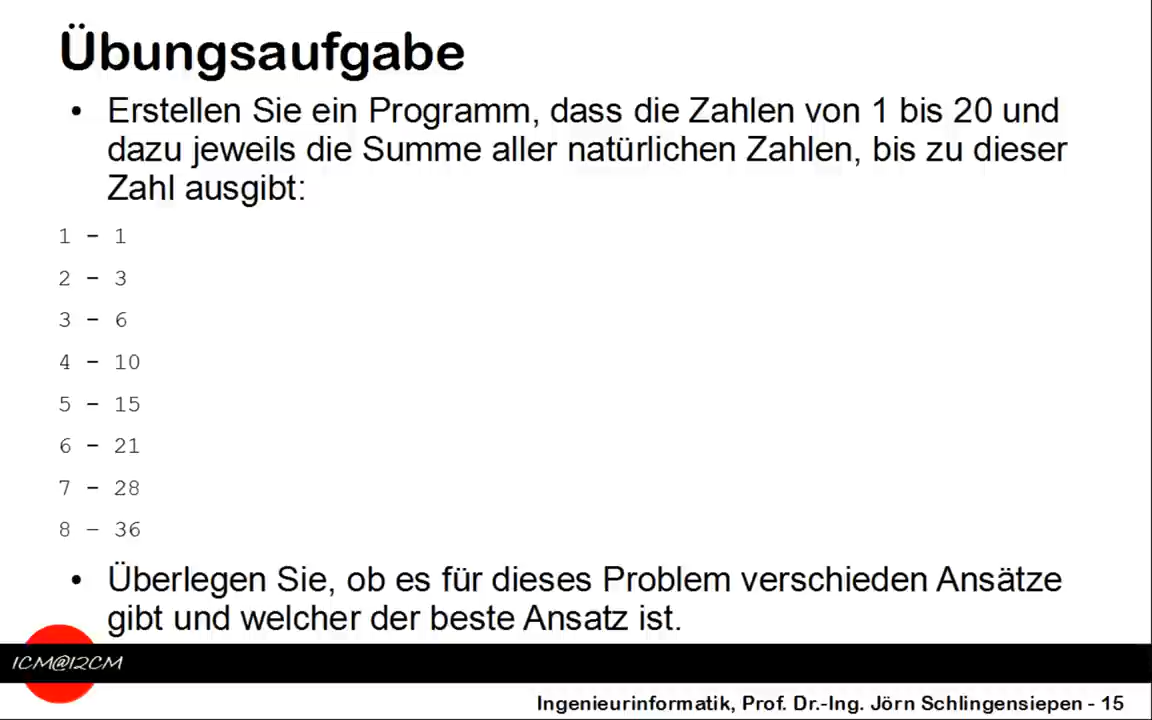 Übungsaufgabe
• Erstellen Sie ein Programm, dass die Zahlen von 1 bis 20 und
dazu jeweils die Summe aller natürlichen Zahlen, bis zu dieser
Zahl ausgibt:
1 - 1
2 - 3
3 - 6
4 - 10
5 - 15
6 - 21
7 - 28
8 – 36
• Überlegen Sie, ob es für dieses Problem verschieden Ansätze
gibt und welcher der beste Ansatz ist.
1CM@12CM
Ingenieurinformatik, Prof. Dr.-Ing. Jörn Schlingensiepen - 15